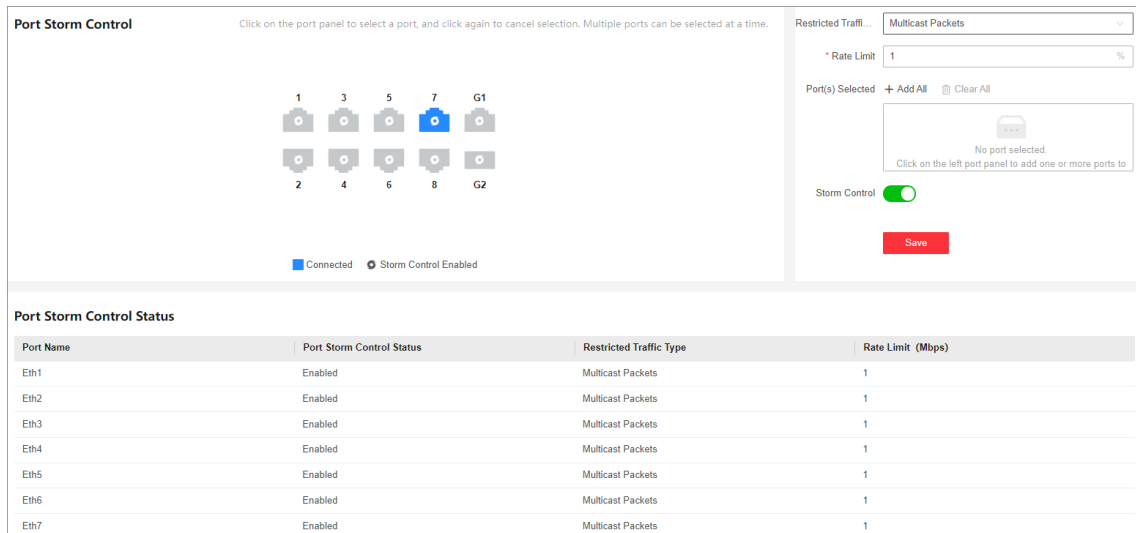 Port Storm Control
Click on the port panel to select a port, and click again to cancel selection. Multiple ports can be selected at a time.
1 3 5 7 G1
2 4 6 8 G2
Connected Storm Control Enabled
Restricted Traffi... Multicast Packets
* Rate Limit 1 %
Port(s) Selected + Add All Clear All
No port selected.
Click on the left port panel to add one or more ports to
Storm Control
Save
Port Storm Control Status
Port Name Port Storm Control Status Restricted Traffic Type Rate Limit (Mbps)
Eth1 Enabled Multicast Packets 1
Eth2 Enabled Multicast Packets 1
Eth3 Enabled Multicast Packets 1
Eth4 Enabled Multicast Packets 1
Eth5 Enabled Multicast Packets 1
Eth6 Enabled Multicast Packets 1
Eth7 Enabled Multicast Packets 1